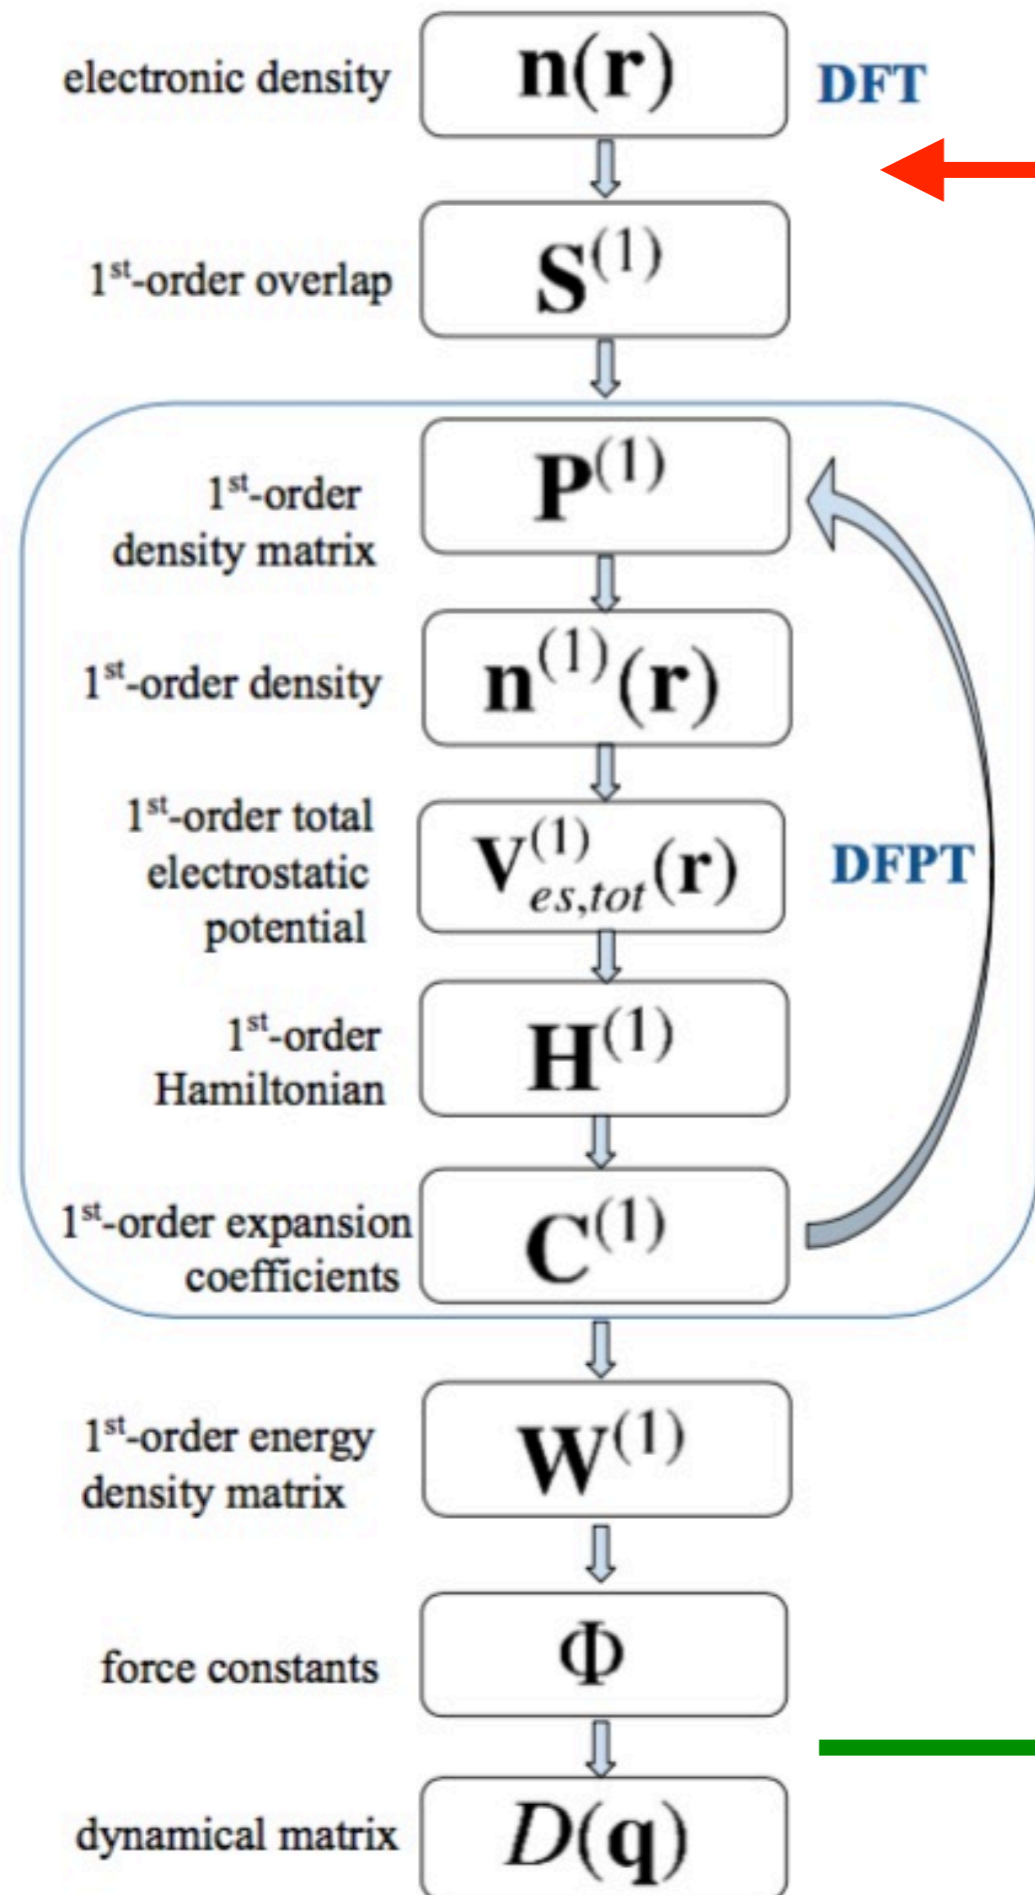 electronic density
n(r)
DFT
1st-order overlap
S(1)
1st-order
density matrix
P(1)
1st-order density
n(1)(r)
1st-order total
electrostatic
potential
V(1)es,tot(r)
DFPT
1st-order
Hamiltonian
H(1)
1st-order expansion
coefficients
C(1)
1st-order energy
density matrix
W(1)
force constants
Φ
dynamical matrix
D(q)